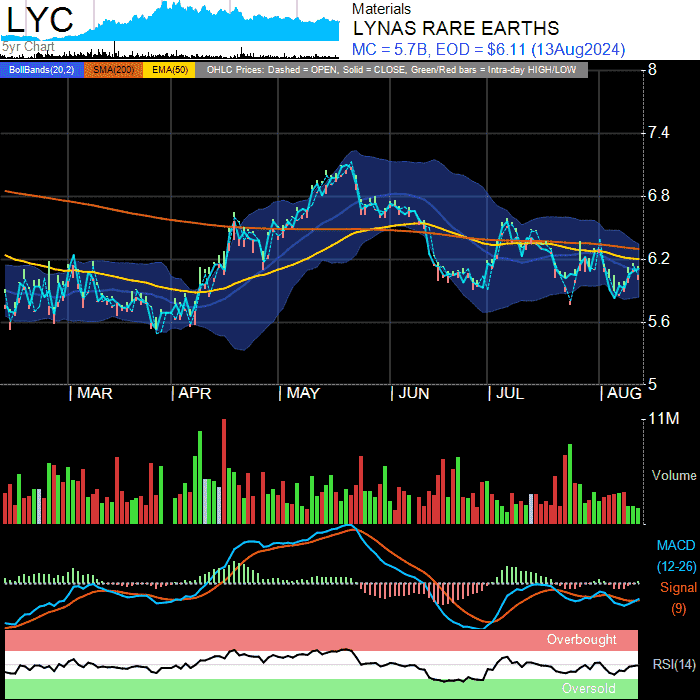 LYC
5yr Chart
Materials
LYNAS RARE EARTHS
MC = 5.7B, EOD = $6.11 (13Aug2024)
BollBands(20,2) SMA(200) EMA(50) OHLC Prices: Dashed = OPEN, Solid = CLOSE, Green/Red bars = Intra-day HIGH/LOW
8
7.4
6.8
6.2
5.6
5
| MAR | APR | MAY | JUN | JUL | AUG
11M
Volume
MACD
(12-26)
Signal
(9)
Overbought
RSI(14)
Oversold